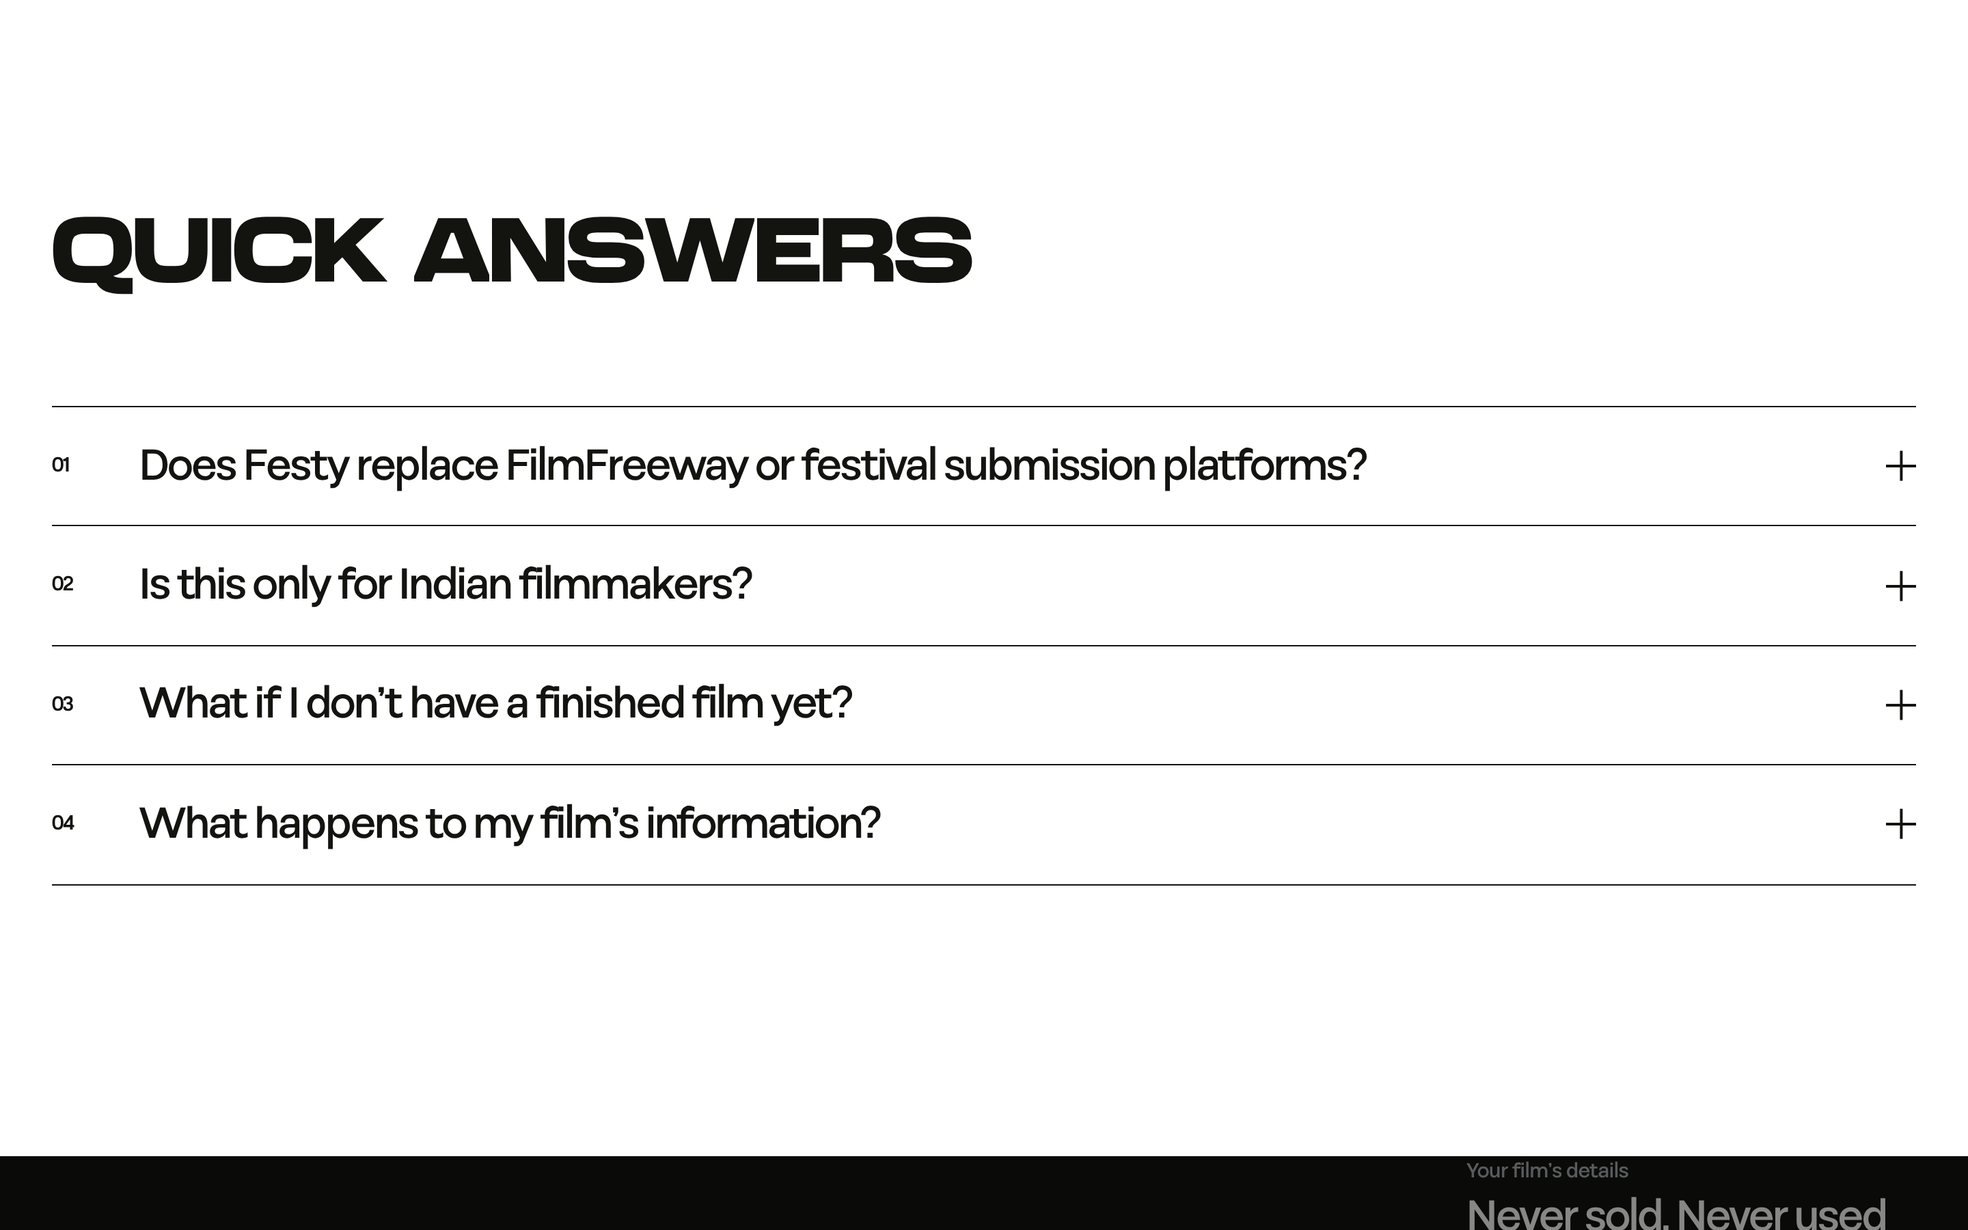 QUICK ANSWERS
01 Does Festy replace FilmFreeway or festival submission platforms?
02 Is this only for Indian filmmakers?
03 What if I don’t have a finished film yet?
04 What happens to my film’s information?
Your film’s details
Never sold. Never used